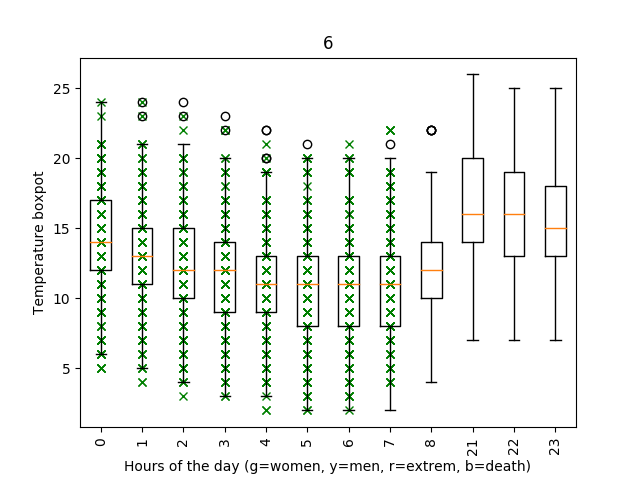 6
25
20
15
10
5
Temperature boxpot
0 1 2 3 4 5 6 7 8 21 22 23
Hours of the day (g=women, y=men, r=extrem, b=death)